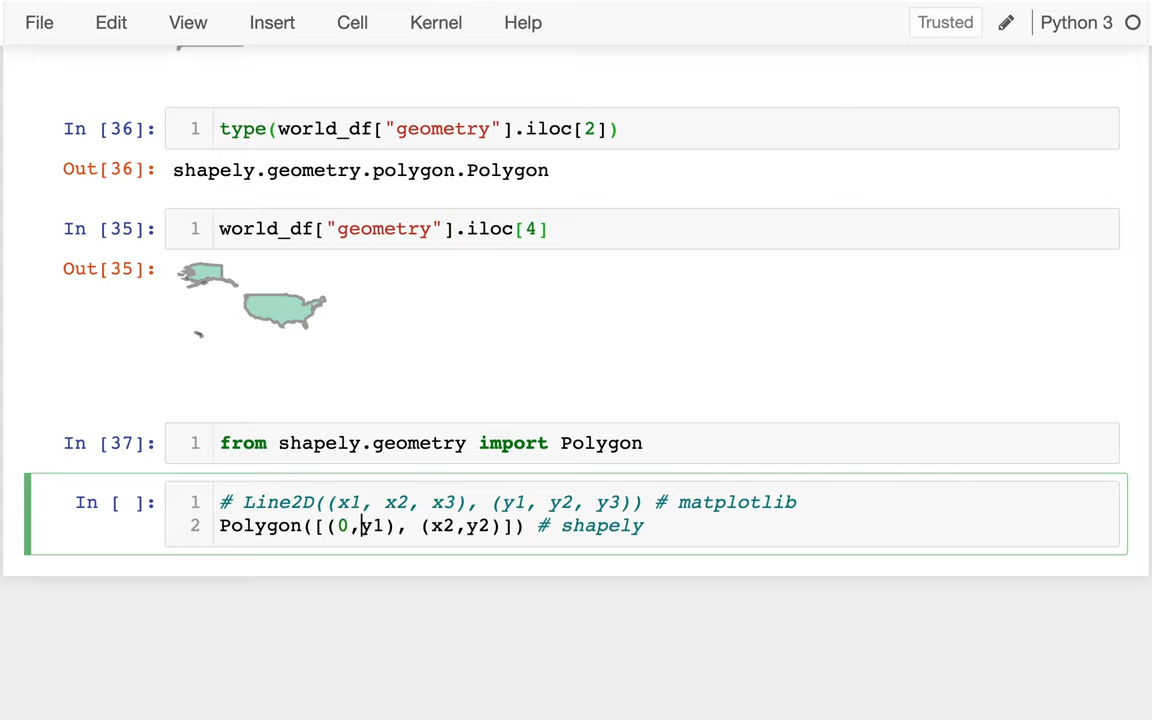 File Edit View Insert Cell Kernel Help Trusted Python 3
In [36]: 1 type(world_df["geometry"].iloc[2])
Out[36]: shapely.geometry.polygon.Polygon
In [35]: 1 world_df["geometry"].iloc[4]
Out[35]:
In [37]: 1 from shapely.geometry import Polygon
In [ ]: 1 # Line2D((x1, x2, x3), (y1, y2, y3)) # matplotlib
2 Polygon([(0,y1), (x2,y2)]) # shapely